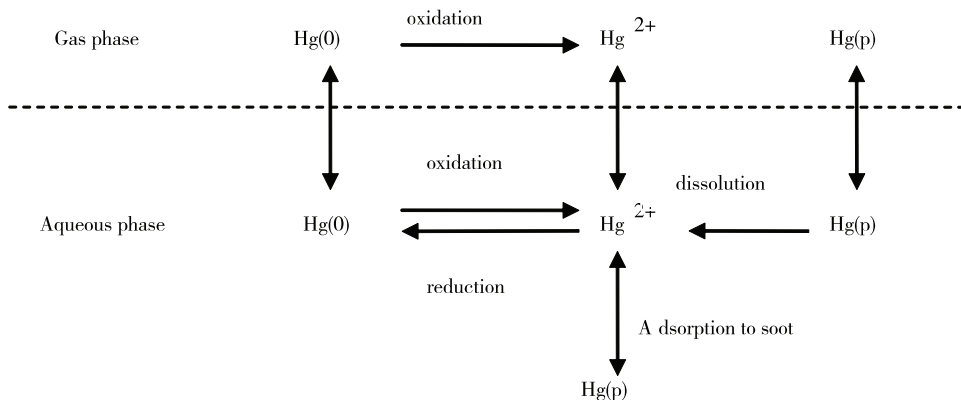 oxidation
Gas phase Hg(0) Hg 2+ Hg(p)
oxidation
dissolution
Aqueous phase Hg(0) Hg 2+ Hg(p)
reduction
A dsorption to soot
Hg(p)